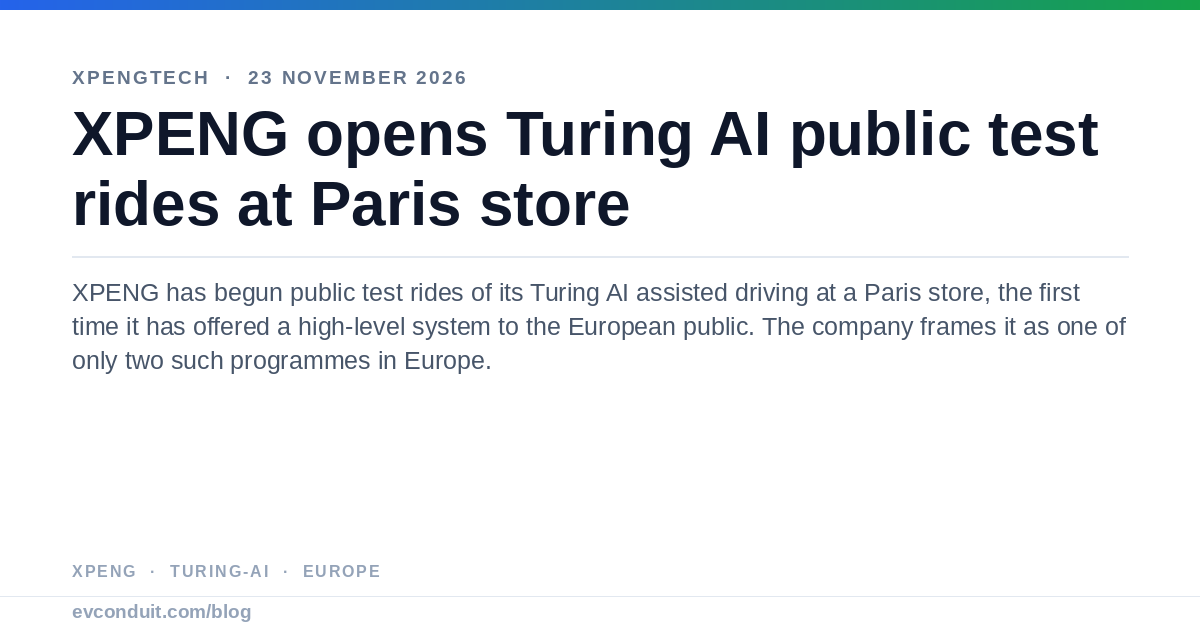 XPENGTECH · 23 NOVEMBER 2026
XPENG opens Turing AI public test
rides at Paris store
XPENG has begun public test rides of its Turing AI assisted driving at a Paris store, the first
time it has offered a high-level system to the European public. The company frames it as one of
only two such programmes in Europe.
XPENG · TURING-AI · EUROPE
evconduit.com/blog